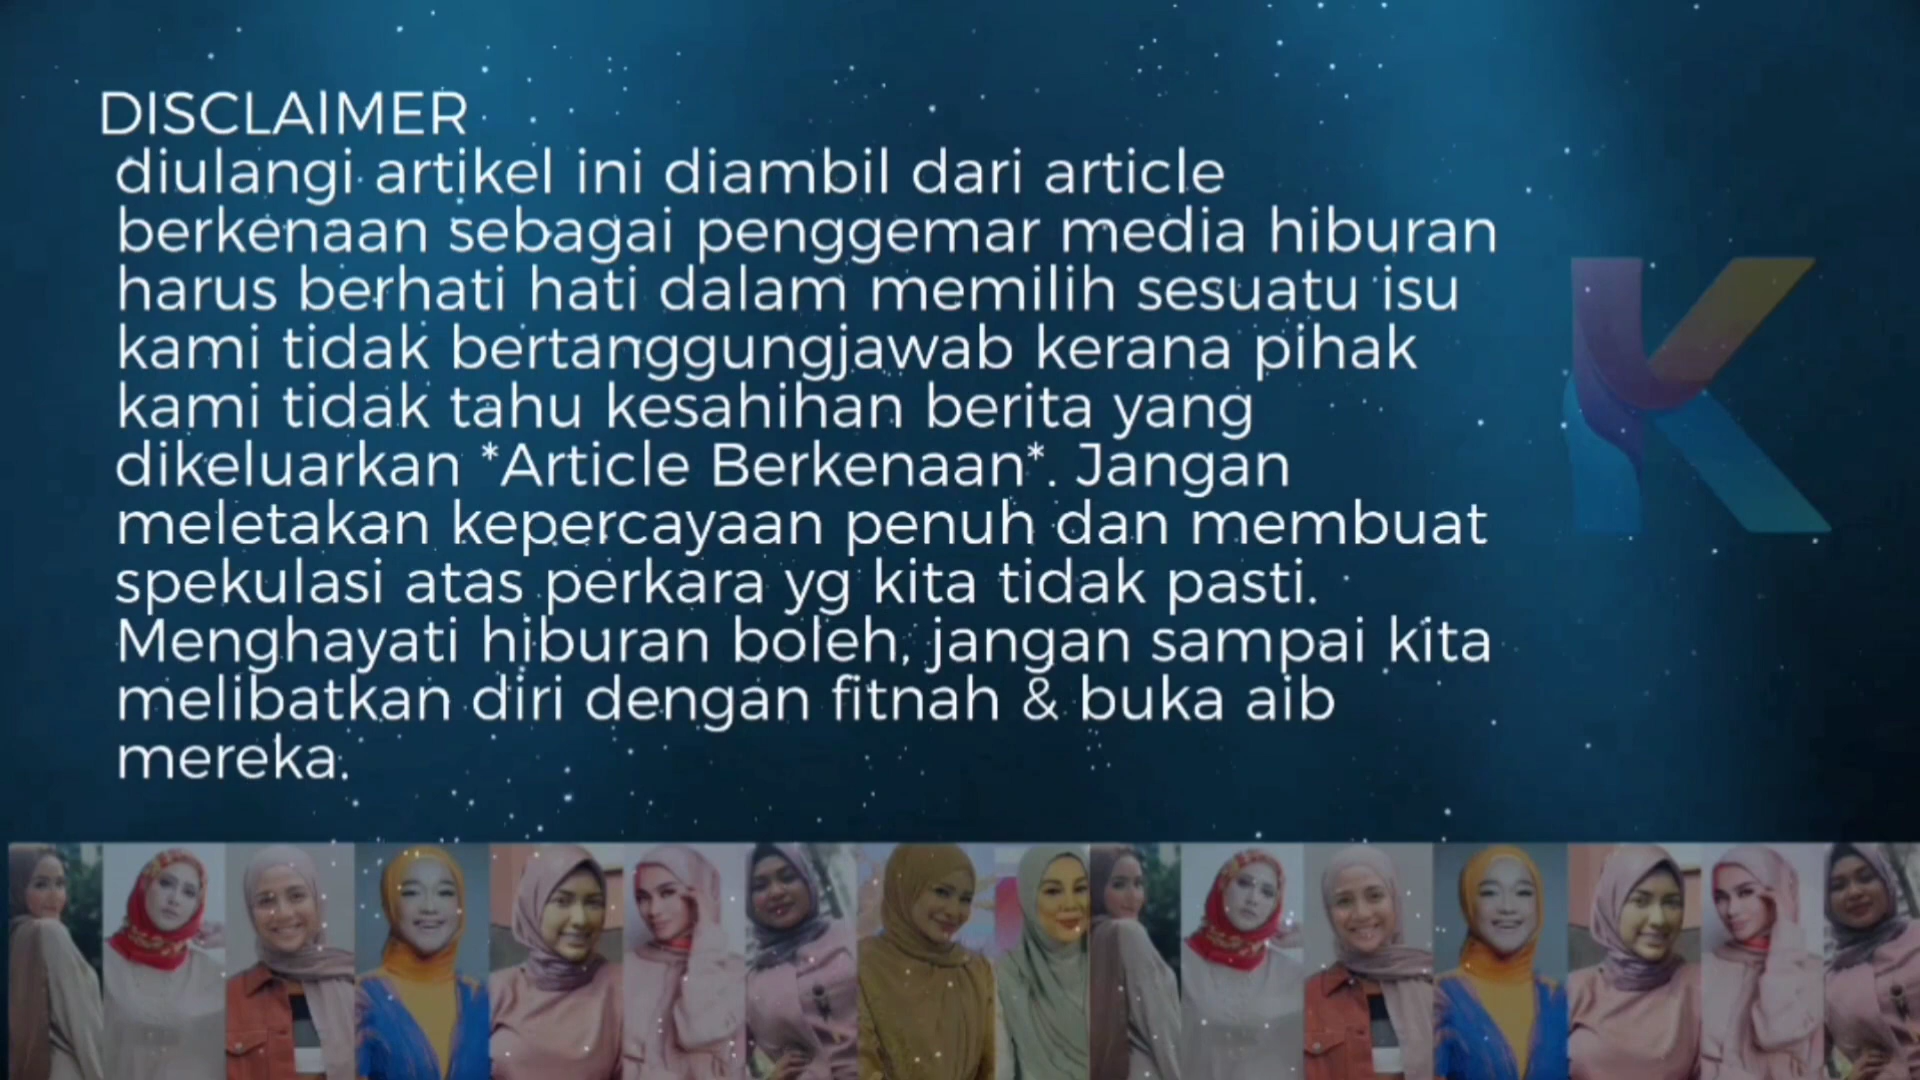 DISCLAIMER
diulangi artikel ini diambil dari article
berkenaan sebagai penggemar media hiburan
harus berhati hati dalam memilih sesuatu isu
kami tidak bertanggungjawab kerana pihak
kami tidak tahu kesahihan berita yang
dikeluarkan *Article Berkenaan*. Jangan
meletakan kepercayaan penuh dan membuat
spekulasi atas perkara yg kita tidak pasti.
Menghayati hiburan boleh, jangan sampai kita
melibatkan diri dengan fitnah & buka aib
mereka.
K